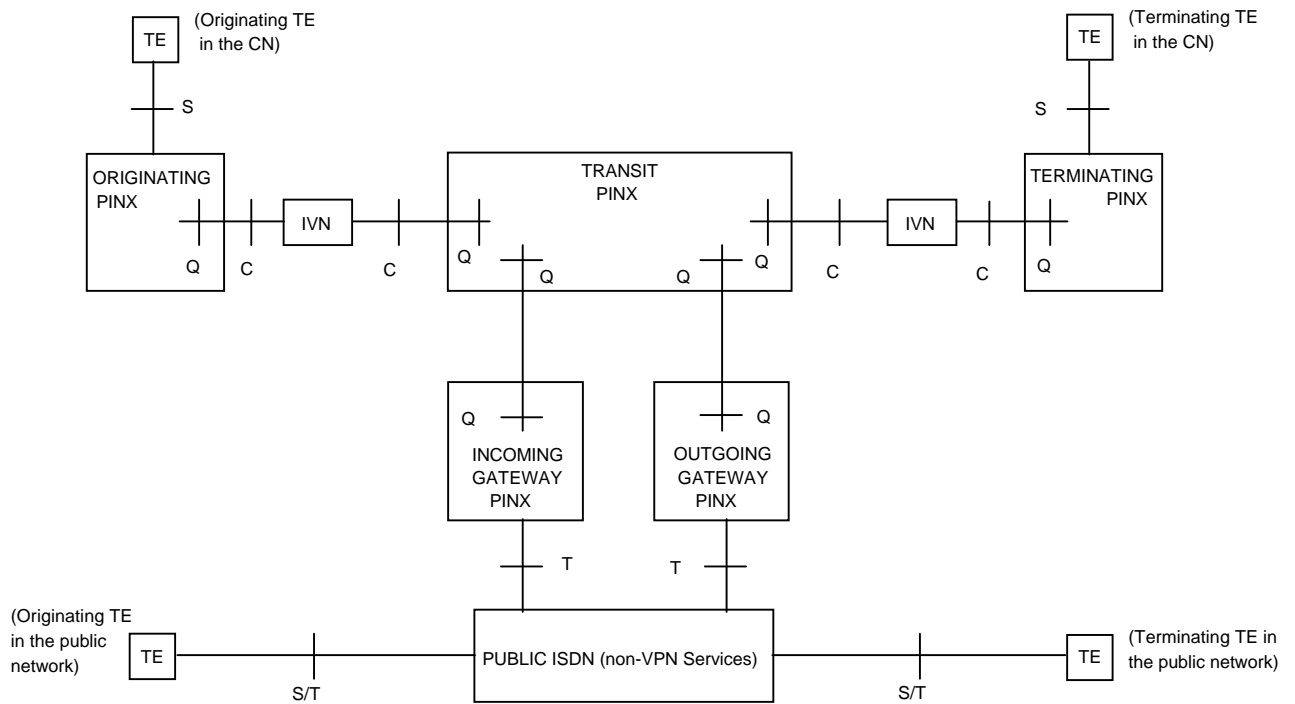 TE
(Originating TE
in the CN)
TE
(Terminating TE
in the CN)
S
S
ORIGINATING
PINX
TRANSIT
PINX
TERMINATING
PINX
IVN
IVN
Q
C
C
Q
Q
Q
Q
C
C
Q
Q
Q
INCOMING
GATEWAY
PINX
OUTGOING
GATEWAY
PINX
T
T
(Originating TE
in the public
network)
TE
PUBLIC ISDN (non-VPN Services)
TE
(Terminating TE in
the public network)
S/T
S/T